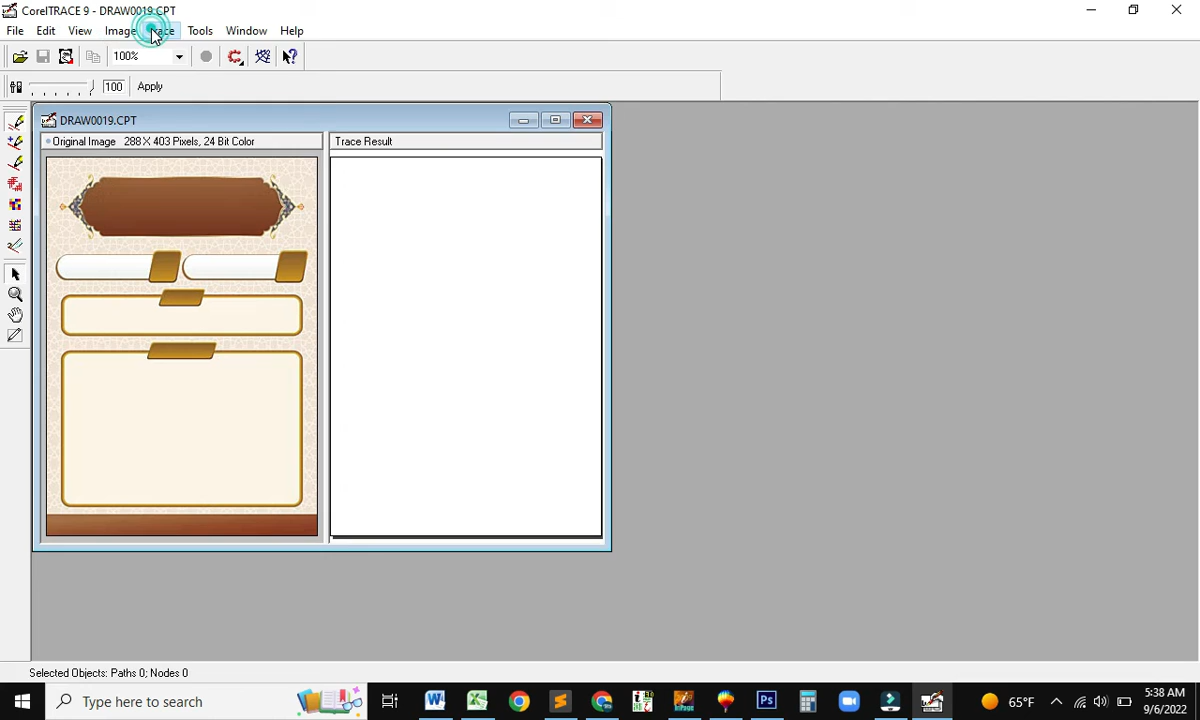 CorelTRACE 9 - DRAW0019.CPT
File Edit View Image Trace Tools Window Help
100%
100 Apply
DRAW0019.CPT
Original Image 288 X 403 Pixels, 24 Bit Color Trace Result
Selected Objects: Paths 0; Nodes 0
Type here to search
65°F
5:38 AM
9/6/2022